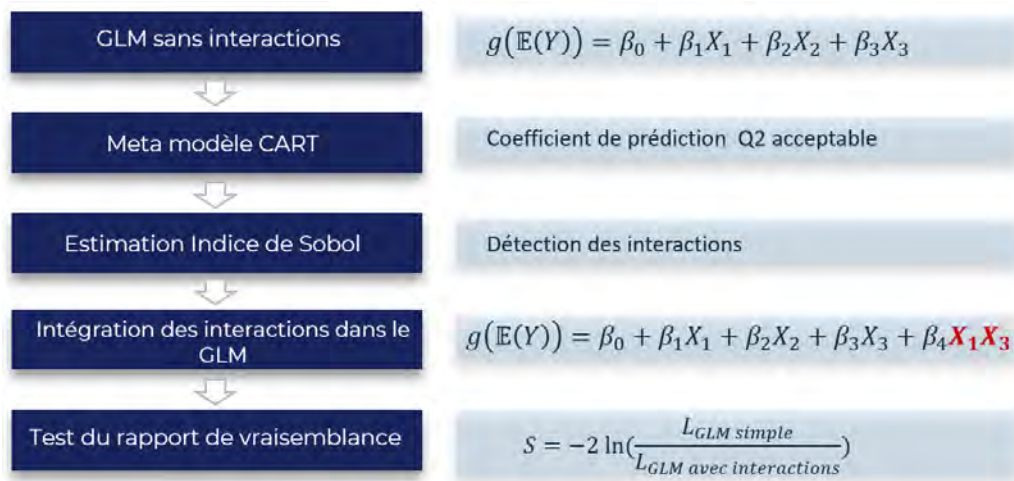 GLM sans interactions
g(𝔼(Y)) = β₀ + β₁X₁ + β₂X₂ + β₃X₃
Meta modèle CART
Coefficient de prédiction Q2 acceptable
Estimation Indice de Sobol
Détection des interactions
Intégration des interactions dans le
GLM
g(𝔼(Y)) = β₀ + β₁X₁ + β₂X₂ + β₃X₃ + β₄X₁X₃
Test du rapport de vraisemblance
S = −2 ln(L_GLM simple / L_GLM avec interactions)